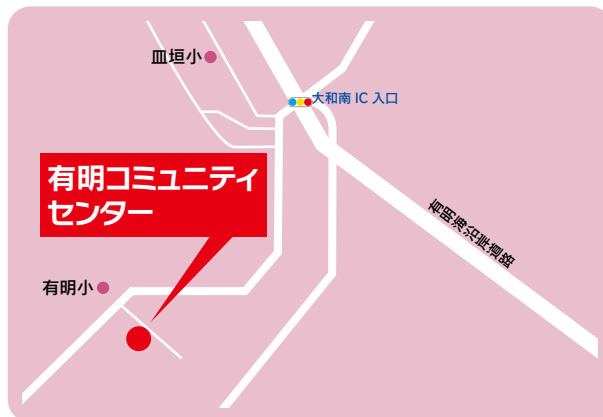 皿垣小
大和南 IC 入口
有明コミュニティ
センター
有明海沿岸道路
有明小